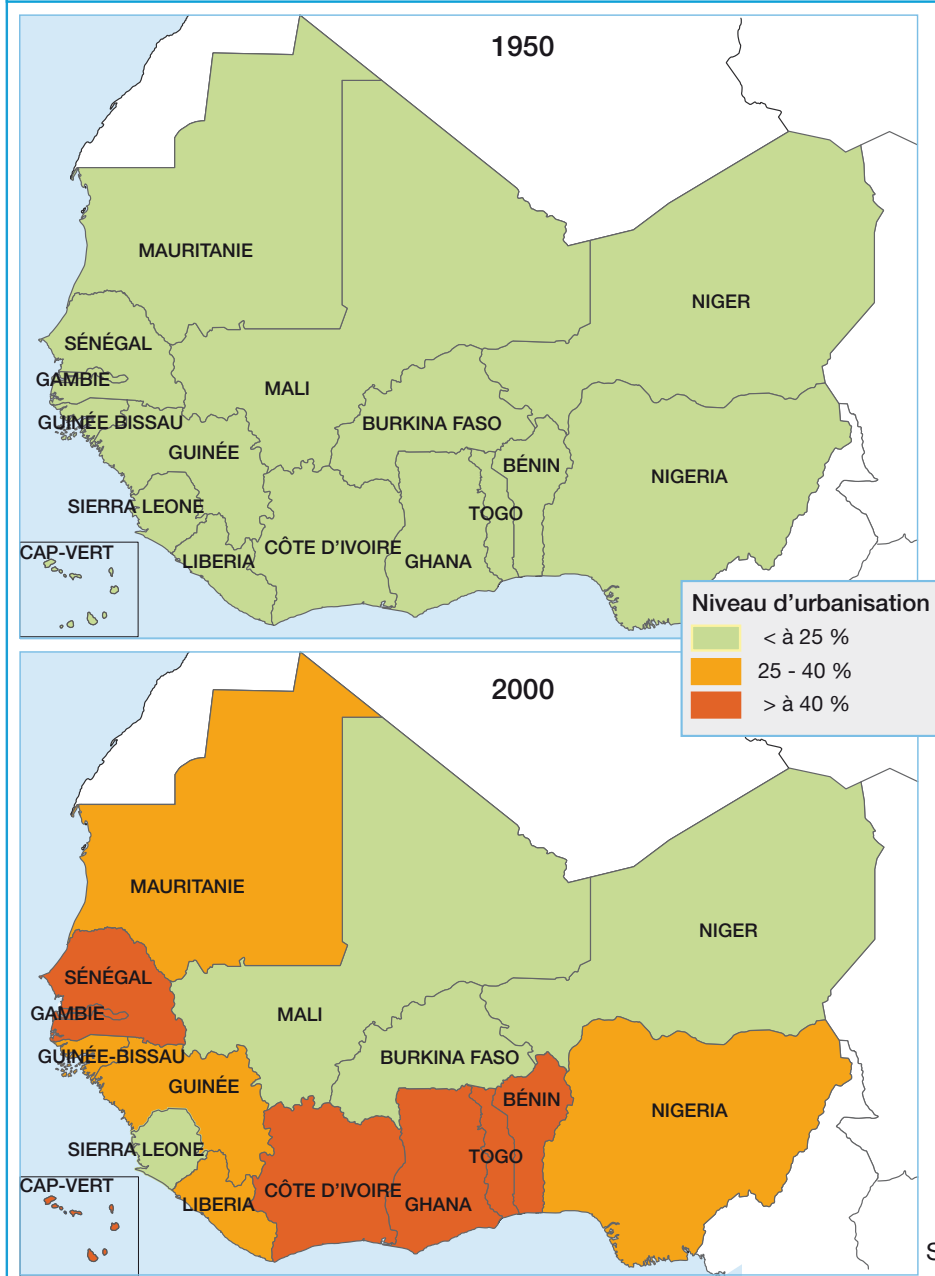 1950
MAURITANIE
NIGER
SÉNÉGAL
GAMBIE
MALI
GUINÉE BISSAU
BURKINA FASO
GUINÉE
BÉNIN
NIGERIA
SIERRA LEONE
TOGO
CÔTE D'IVOIRE
CAP-VERT
LIBERIA
GHANA
Niveau d'urbanisation
< à 25 %
25 - 40 %
> à 40 %
2000
MAURITANIE
NIGER
SÉNÉGAL
GAMBIE
MALI
GUINÉE-BISSAU
BURKINA FASO
GUINÉE
BÉNIN
NIGERIA
SIERRA LEONE
TOGO
CAP-VERT
CÔTE D'IVOIRE
LIBERIA
GHANA
S